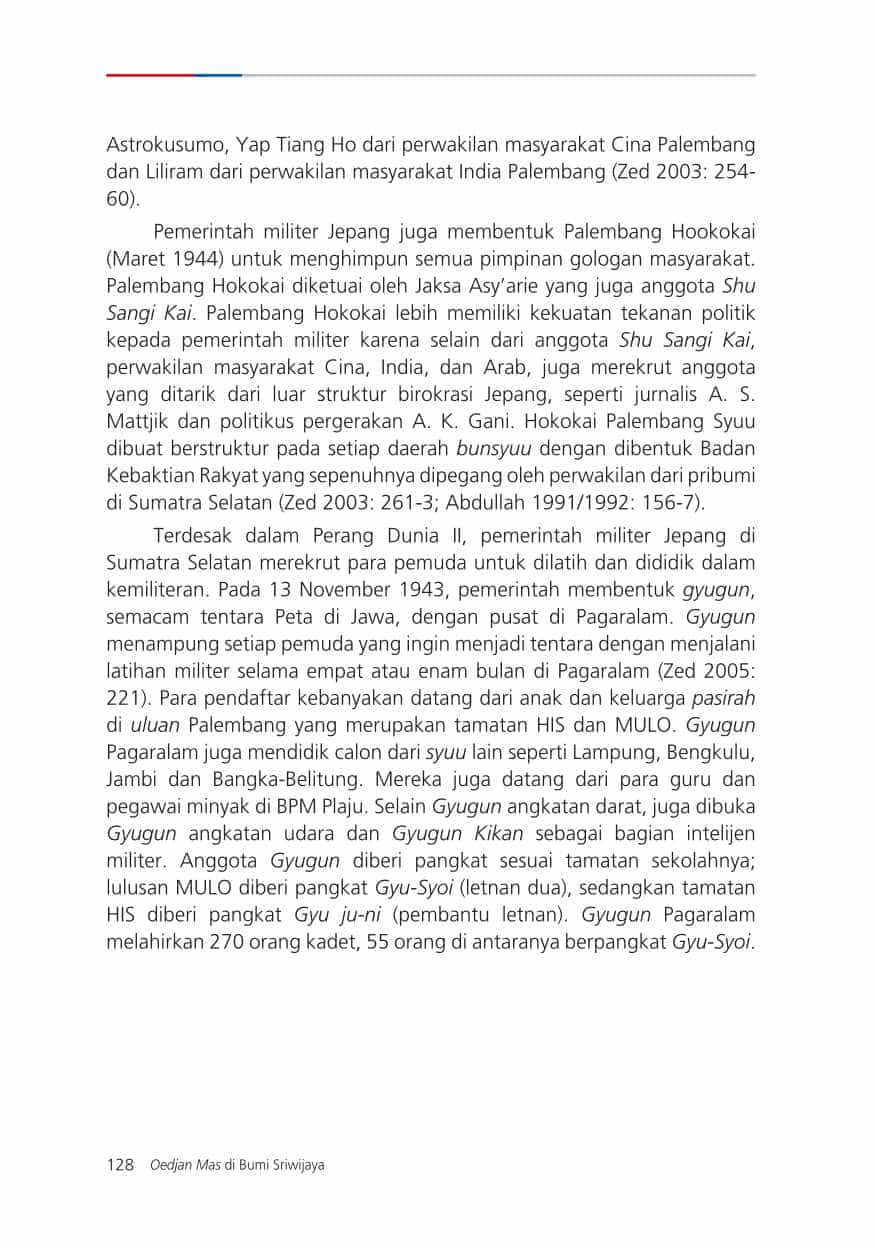 Astrokusumo, Yap Tiang Ho dari perwakilan masyarakat Cina Palembang
dan Liliram dari perwakilan masyarakat India Palembang (Zed 2003: 254-
60).
Pemerintah militer Jepang juga membentuk Palembang Hookokai
(Maret 1944) untuk menghimpun semua pimpinan gologan masyarakat.
Palembang Hokokai diketuai oleh Jaksa Asy’arie yang juga anggota Shu
Sangi Kai. Palembang Hokokai lebih memiliki kekuatan tekanan politik
kepada pemerintah militer karena selain dari anggota Shu Sangi Kai,
perwakilan masyarakat Cina, India, dan Arab, juga merekrut anggota
yang ditarik dari luar struktur birokrasi Jepang, seperti jurnalis A. S.
Mattjik dan politikus pergerakan A. K. Gani. Hokokai Palembang Syuu
dibuat berstruktur pada setiap daerah bunsyuu dengan dibentuk Badan
Kebaktian Rakyat yang sepenuhnya dipegang oleh perwakilan dari pribumi
di Sumatra Selatan (Zed 2003: 261-3; Abdullah 1991/1992: 156-7).
Terdesak dalam Perang Dunia II, pemerintah militer Jepang di
Sumatra Selatan merekrut para pemuda untuk dilatih dan dididik dalam
kemiliteran. Pada 13 November 1943, pemerintah membentuk gyugun,
semacam tentara Peta di Jawa, dengan pusat di Pagaralam. Gyugun
menampung setiap pemuda yang ingin menjadi tentara dengan menjalani
latihan militer selama empat atau enam bulan di Pagaralam (Zed 2005:
221). Para pendaftar kebanyakan datang dari anak dan keluarga pasirah
di uluan Palembang yang merupakan tamatan HIS dan MULO. Gyugun
Pagaralam juga mendidik calon dari syuu lain seperti Lampung, Bengkulu,
Jambi dan Bangka-Belitung. Mereka juga datang dari para guru dan
pegawai minyak di BPM Plaju. Selain Gyugun angkatan darat, juga dibuka
Gyugun angkatan udara dan Gyugun Kikan sebagai bagian intelijen
militer. Anggota Gyugun diberi pangkat sesuai tamatan sekolahnya;
lulusan MULO diberi pangkat Gyu-Syoi (letnan dua), sedangkan tamatan
HIS diberi pangkat Gyu ju-ni (pembantu letnan). Gyugun Pagaralam
melahirkan 270 orang kadet, 55 orang di antaranya berpangkat Gyu-Syoi.
128 Oedjan Mas di Bumi Sriwijaya